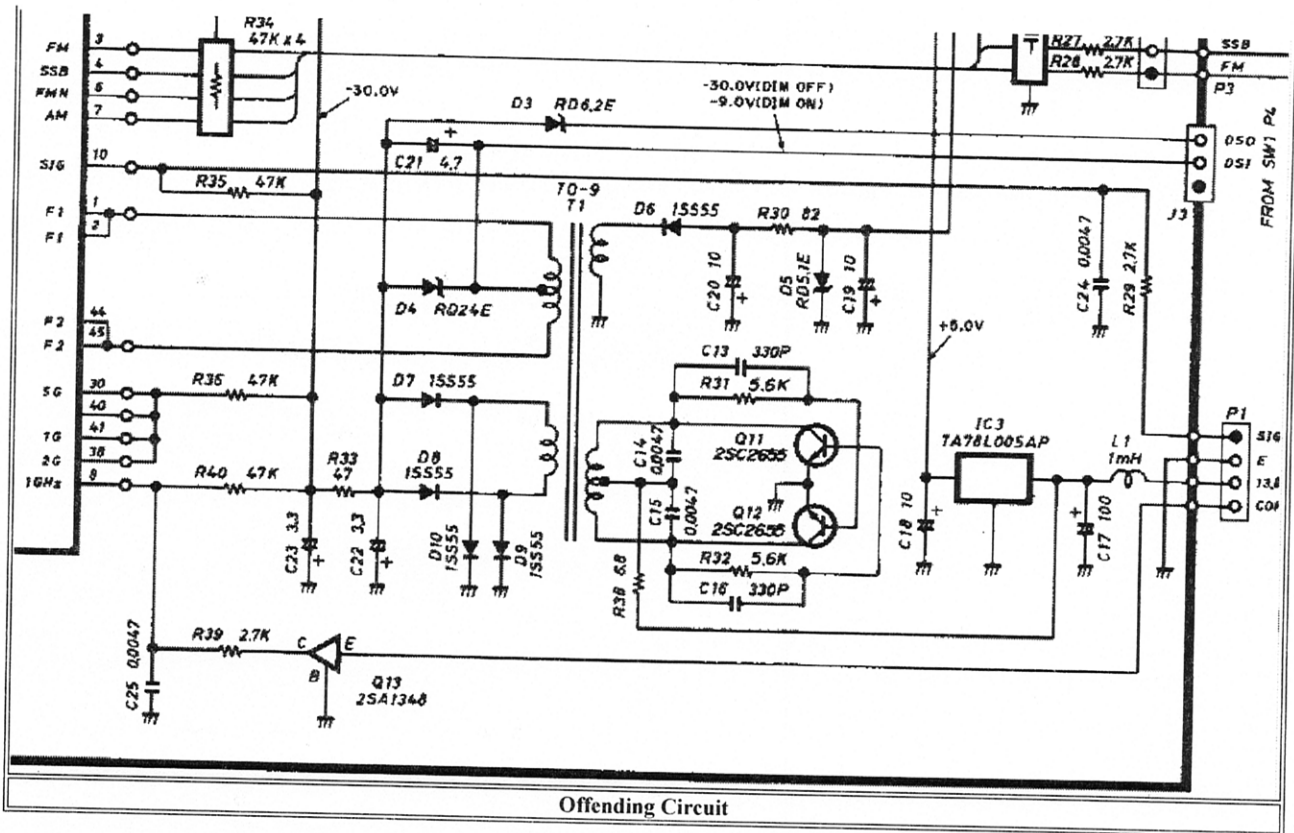 R34
47K x 4
FM 3
SSB 4
FMN 6
AM 7
SIG 10
F1 1
F1 2
F2 44
F2 45
SG 30
40
1G 41
2G 38
1GHz 8
-30.0V
R35 47K
D3 RD6.2E
C21 4.7 +
-30.0V(DIM OFF)
-9.0V(DIM ON)
R27 2.7K
R28 2.7K
SSB
FM
P3
DSO
DSI
J3
FROM SW1 P4
TO-9
T1
D6 1SS55
R30 82
C20 10 +
D5
RD5.1E
C19 10 +
C24 0.0047
R29 2.7K
D4 RD24E
+5.0V
C13 330P
R31 5.6K
D7 1SS55
R36 47K
Q11
2SC2655
C14
0.0047
IC3
TA78L005AP
L1
1mH
P1
SIG
E
COM
R40 47K
R33
47
D8
1SS55
C15
0.0047
Q12
2SC2655
C18 10 +
C17 100 +
C23 3.3 +
C22 3.3 +
D10
1SS55
D9
1SS55
R32 5.6K
C16 330P
R38 6.8
C25 0.0047
R39 2.7K
C
E
B
Q13
2SA1348
Offending Circuit